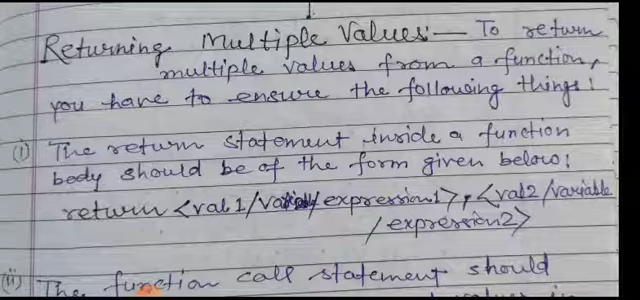 Returning Multiple Values :— To return
multiple values from a function,
you have to ensure the following things:
(i) The return statement inside a function
body should be of the form given below:
return <val1/variable/expression1>, <val2/variable
/expression2>
(ii) The function call statement should